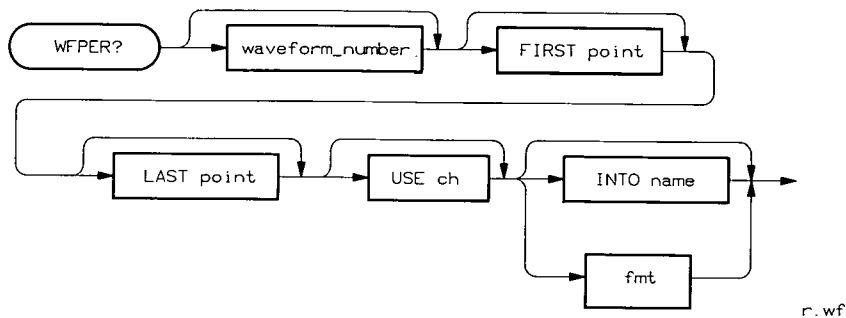 WFPER? waveform_number FIRST point
LAST point USE ch INTO name
fmt
r.wf